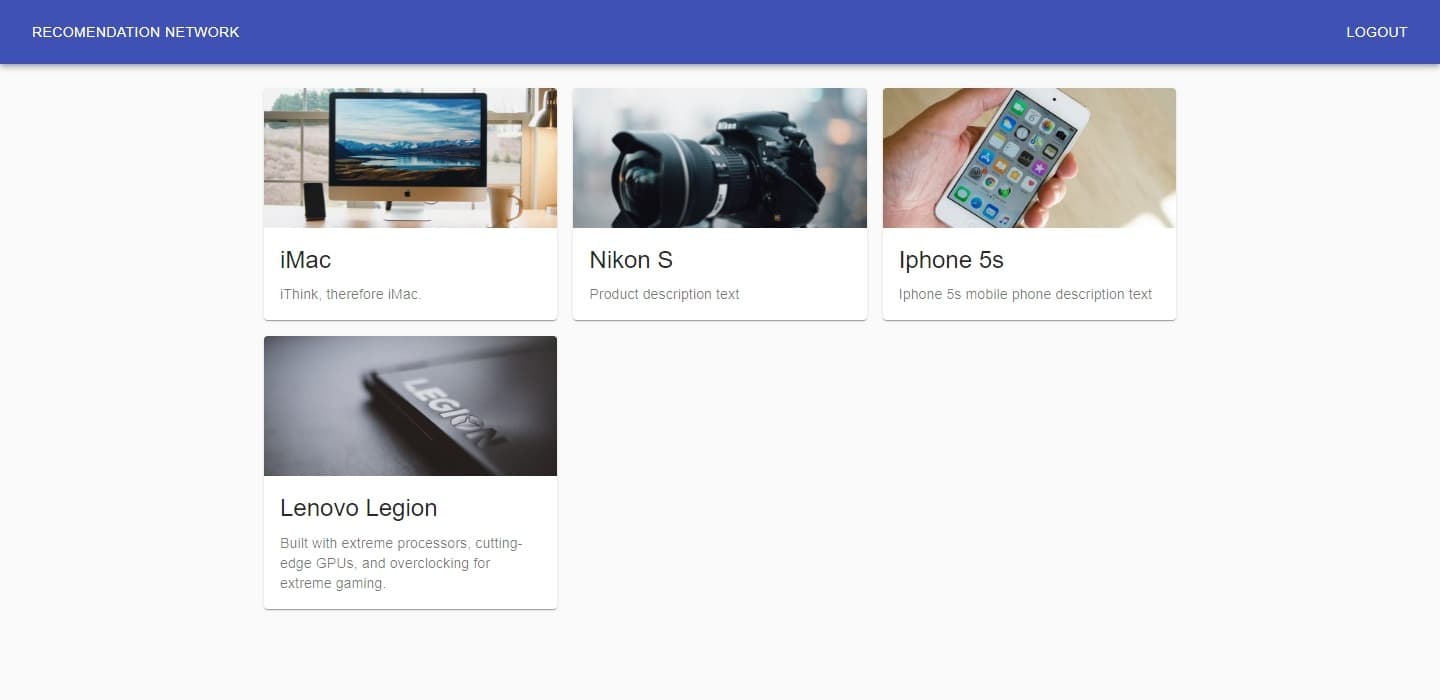 RECOMENDATION NETWORK
LOGOUT
iMac
iThink, therefore iMac.
Nikon
Nikon S
Product description text
Iphone 5s
Iphone 5s mobile phone description text
LEGION
Lenovo Legion
Built with extreme processors, cutting-
edge GPUs, and overclocking for
extreme gaming.